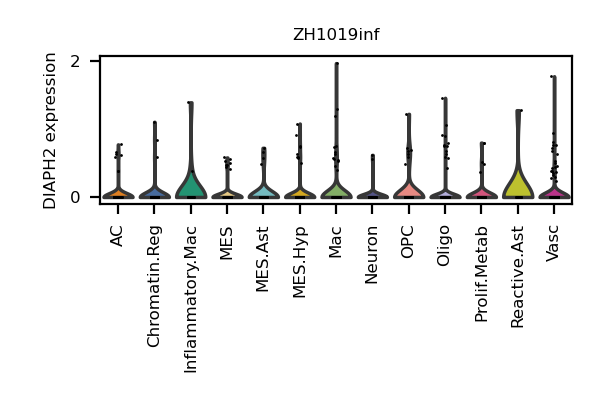 ZH1019inf
DIAPH2 expression
2
0
AC
Chromatin.Reg
Inflammatory.Mac
MES
MES.Ast
MES.Hyp
Mac
Neuron
OPC
Oligo
Prolif.Metab
Reactive.Ast
Vasc